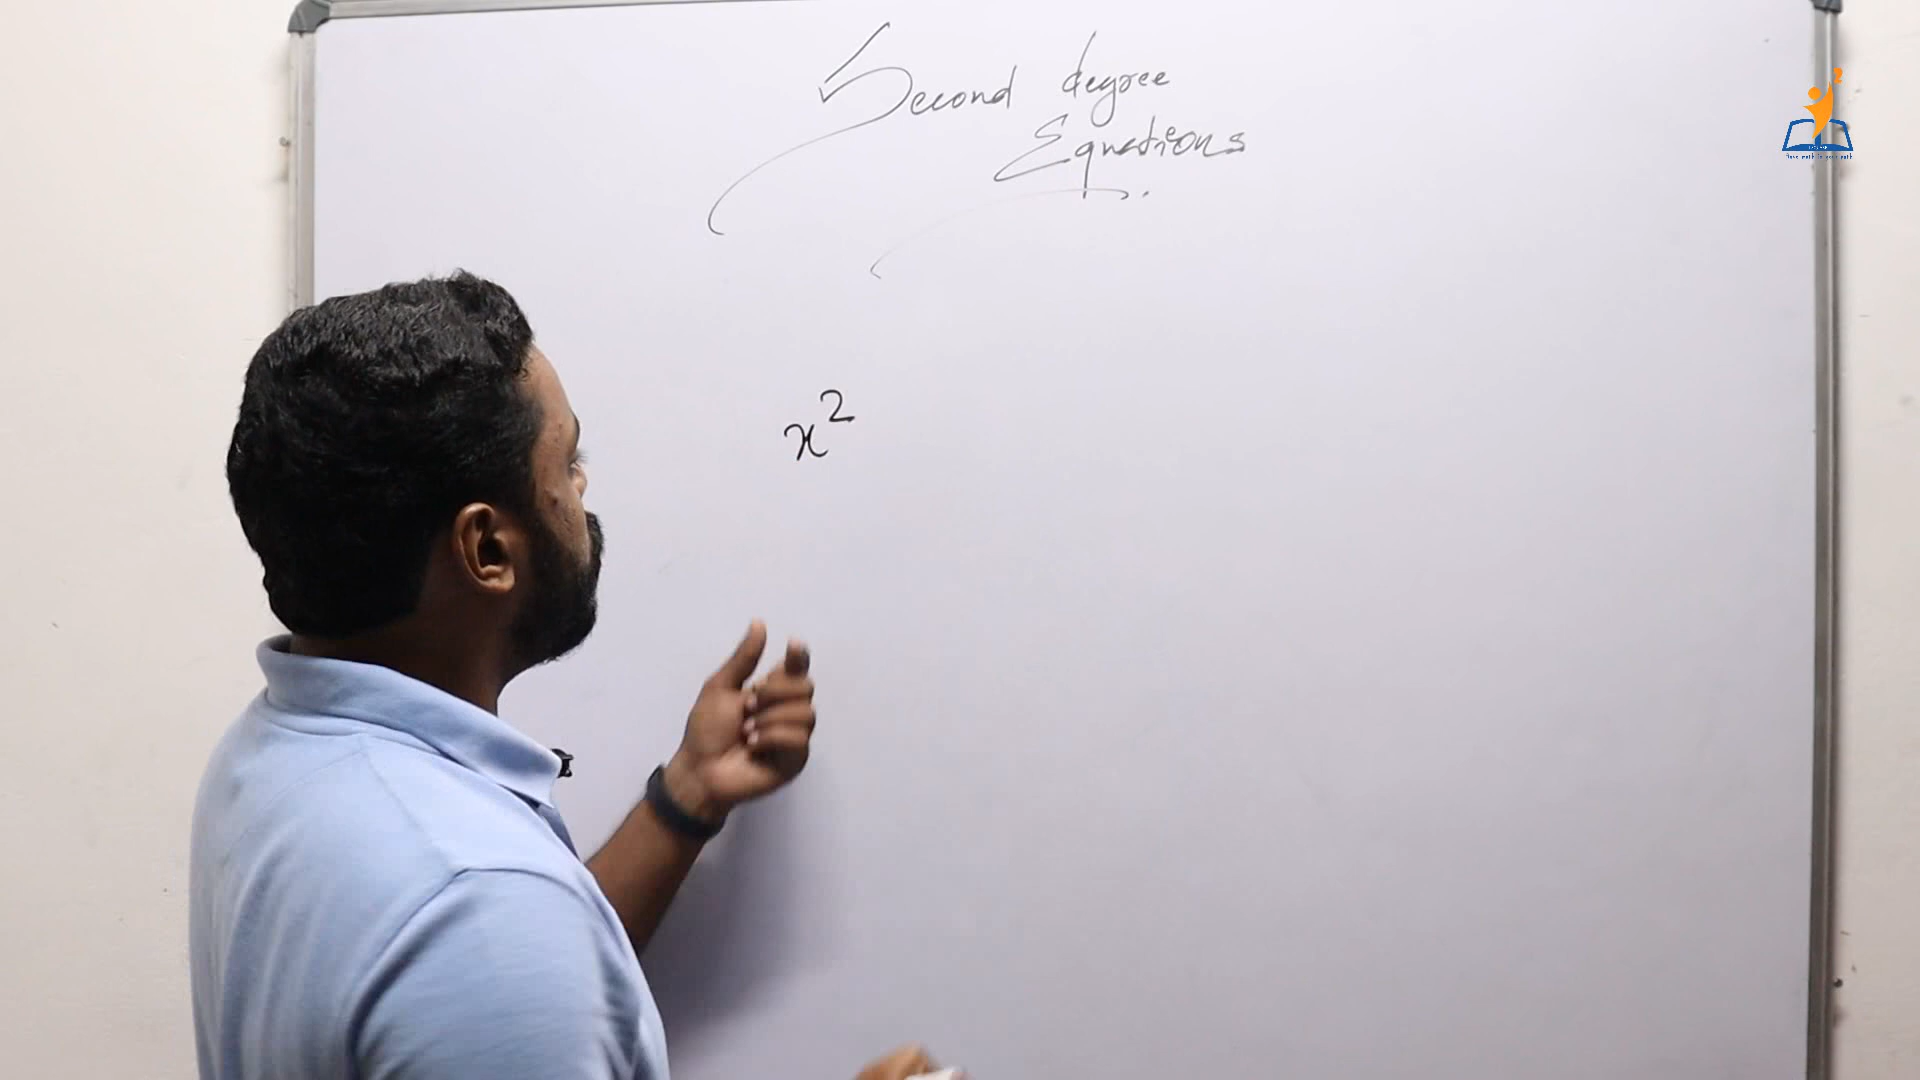 Second degree
Equations
x²